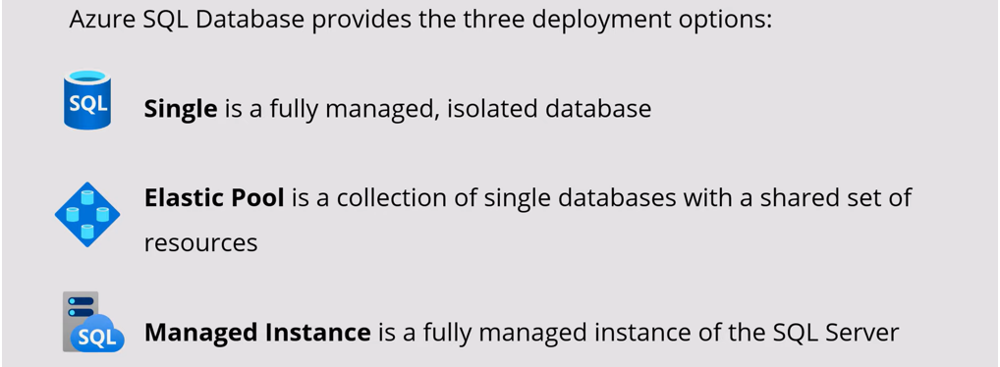 Azure SQL Database provides the three deployment options:
SQL
Single is a fully managed, isolated database
Elastic Pool is a collection of single databases with a shared set of
resources
SQL
Managed Instance is a fully managed instance of the SQL Server